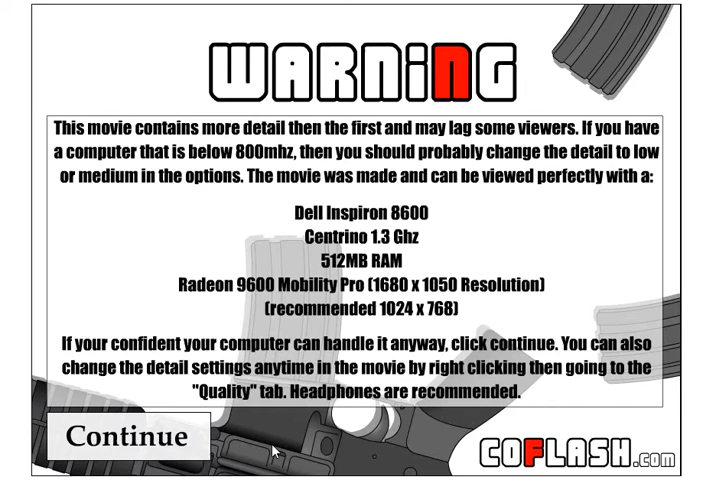 WARNiNG
This movie contains more detail then the first and may lag some viewers. If you have
a computer that is below 800mhz, then you should probably change the detail to low
or medium in the options. The movie was made and can be viewed perfectly with a:
Dell Inspiron 8600
Centrino 1.3 Ghz
512MB RAM
Radeon 9600 Mobility Pro (1680 x 1050 Resolution)
(recommended 1024 x 768)
If your confident your computer can handle it anyway, click continue. You can also
change the detail settings anytime in the movie by right clicking then going to the
"Quality" tab. Headphones are recommended.
Continue
COFLASH.com